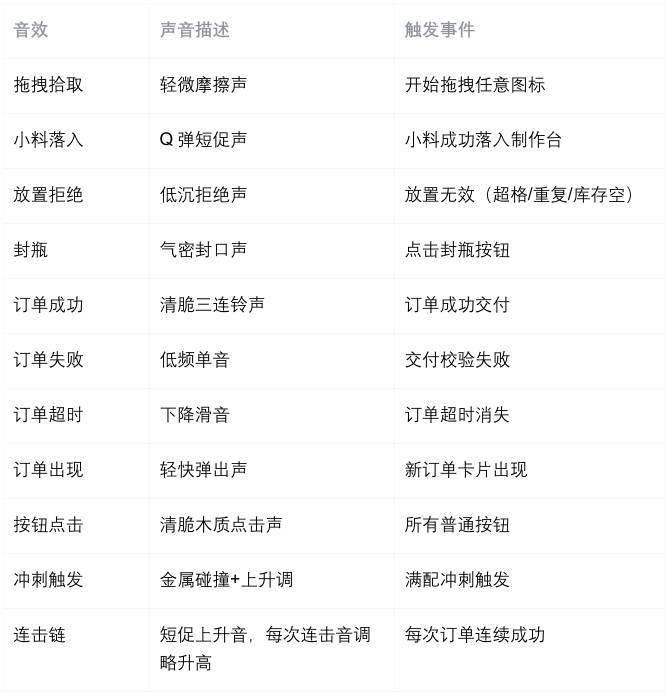 音效 声音描述 触发事件
拖拽拾取 轻微摩擦声 开始拖拽任意图标
小料落入 Q 弹短促声 小料成功落入制作台
放置拒绝 低沉拒绝声 放置无效（超格/重复/库存空）
封瓶 气密封口声 点击封瓶按钮
订单成功 清脆三连铃声 订单成功交付
订单失败 低频单音 交付校验失败
订单超时 下降滑音 订单超时消失
订单出现 轻快弹出声 新订单卡片出现
按钮点击 清脆木质点击声 所有普通按钮
冲刺触发 金属碰撞+上升调 满配冲刺触发
连击链 短促上升音，每次连击音调 每次订单连续成功
略升高